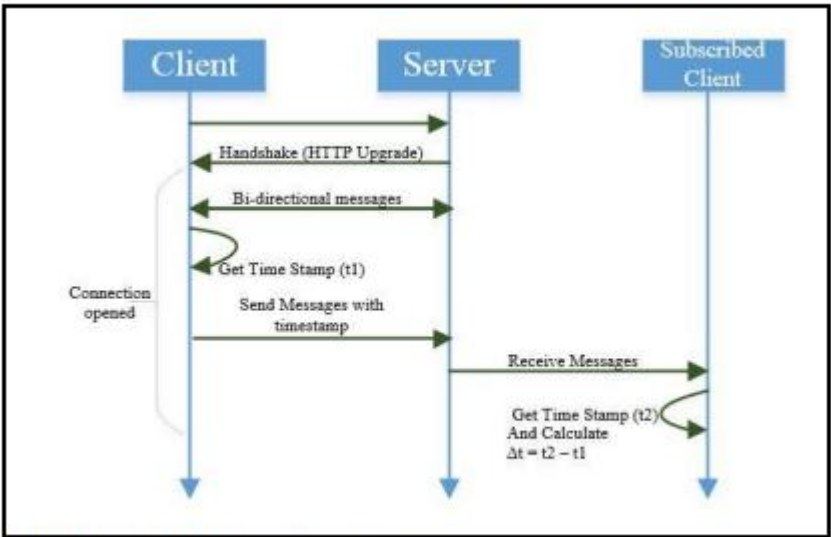 Client
Server
Subscribed
Client
Handshake (HTTP Upgrade)
Bi-directional messages
Get Time Stamp (t1)
Connection
opened
Send Messages with
timestamp
Receive Messages
Get Time Stamp (t2)
And Calculate
Δt = t2 – t1